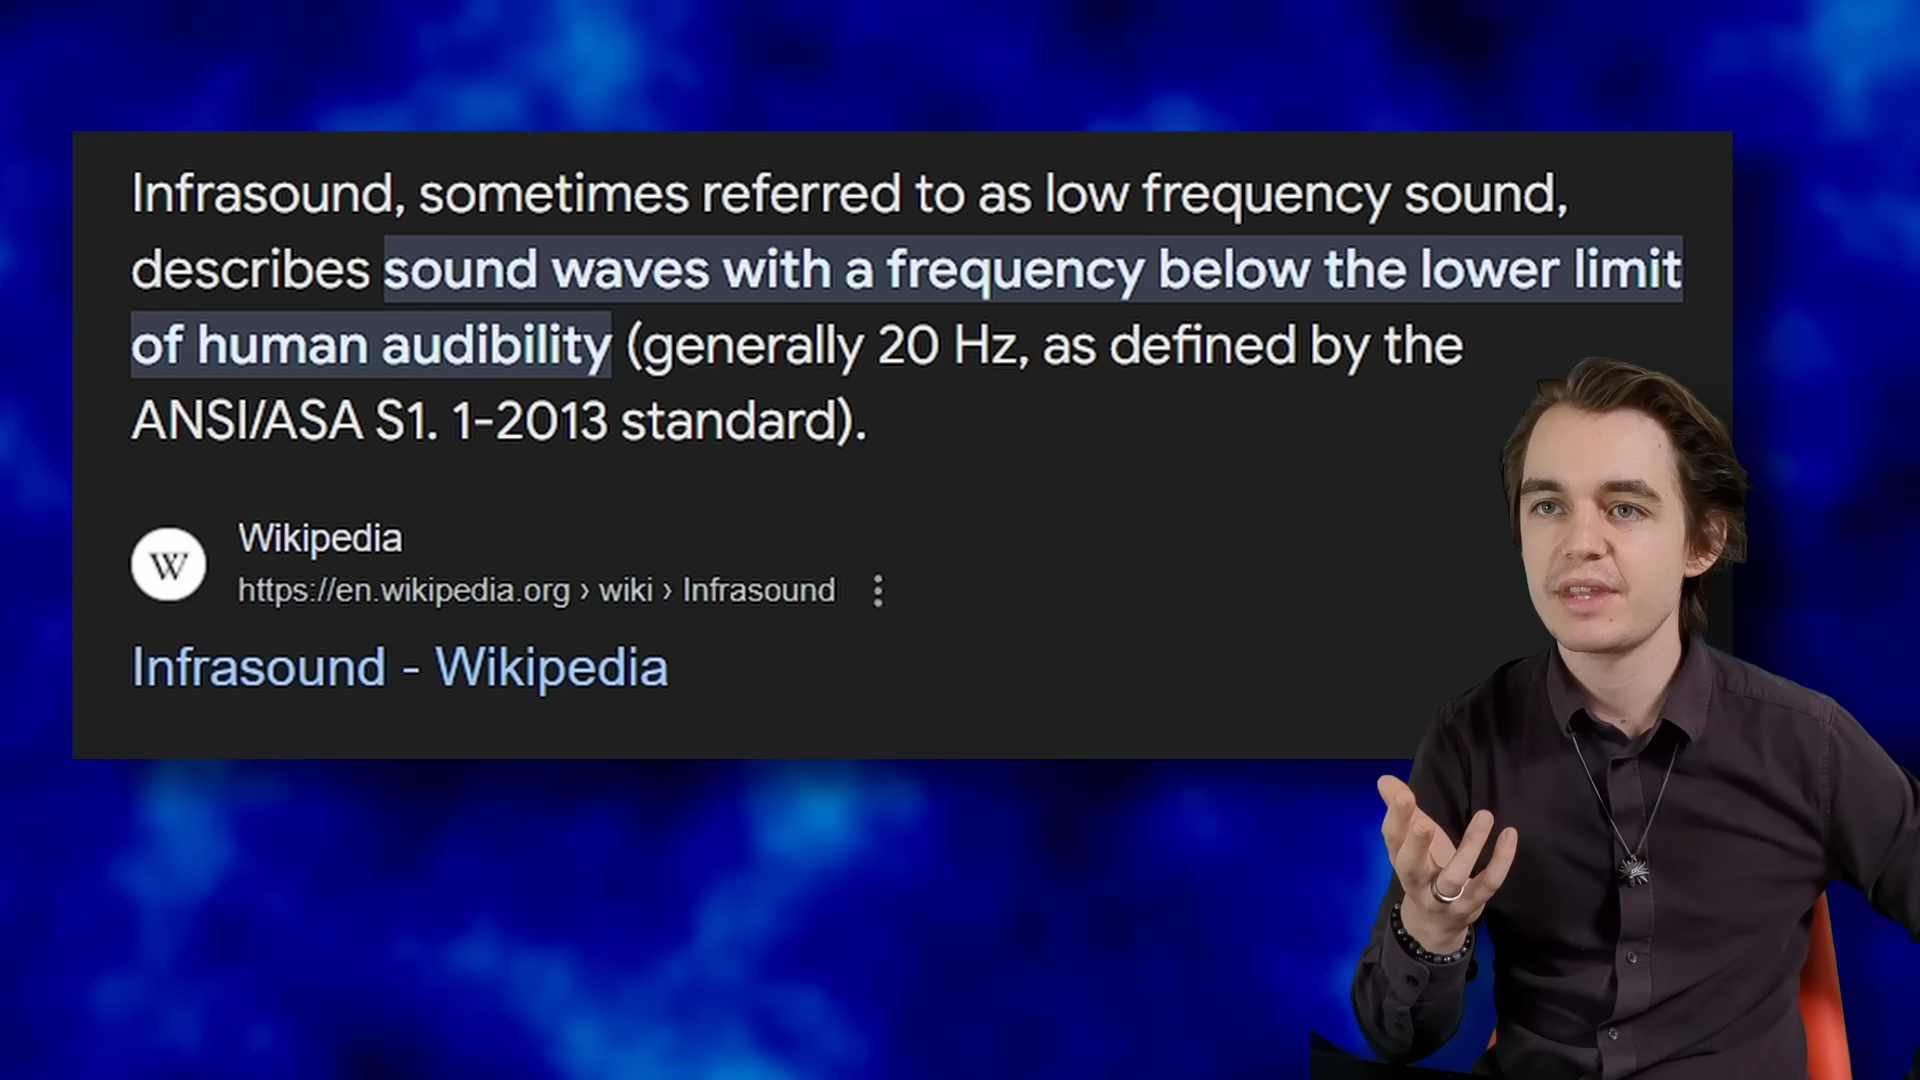 Infrasound, sometimes referred to as low frequency sound,
describes sound waves with a frequency below the lower limit
of human audibility (generally 20 Hz, as defined by the
ANSI/ASA S1. 1-2013 standard).
W
Wikipedia
https://en.wikipedia.org › wiki › Infrasound
Infrasound - Wikipedia